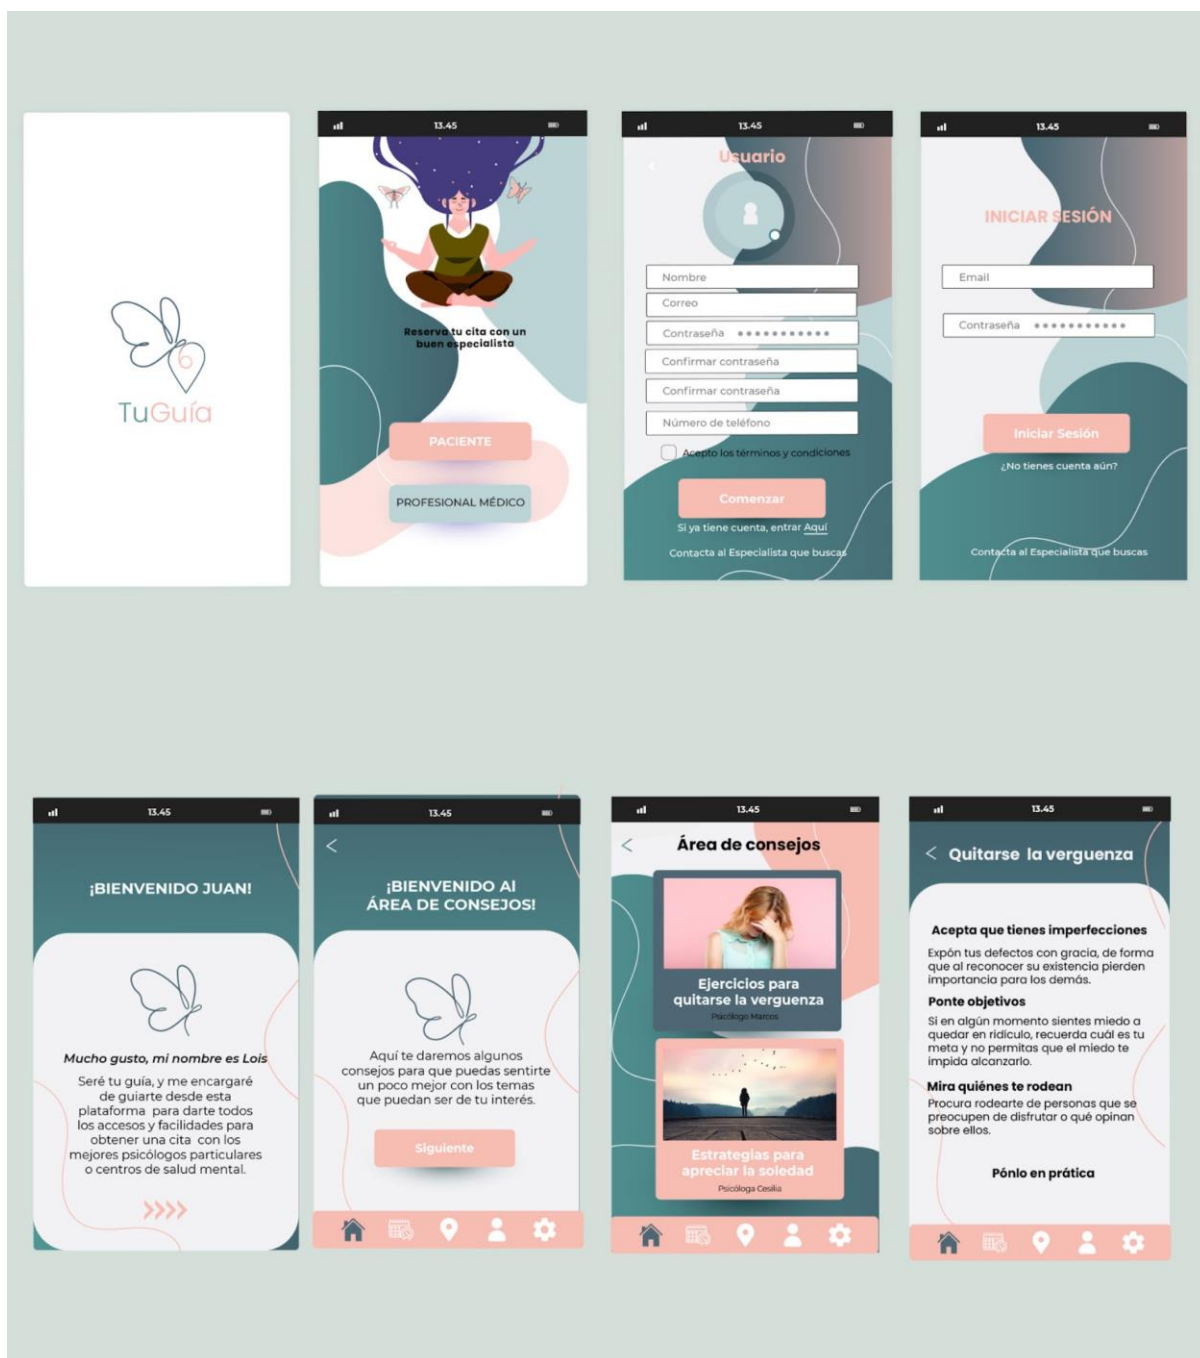 TuGuía
13.45
Reserva tu cita con un
buen especialista
PACIENTE
PROFESIONAL MÉDICO
13.45
Usuario
Nombre
Correo
Contraseña
Confirmar contraseña
Confirmar contraseña
Número de teléfono
Acepto los términos y condiciones
Comenzar
Si ya tiene cuenta, entrar Aquí
Contacta al Especialista que buscas
13.45
INICIAR SESIÓN
Email
Contraseña
Iniciar Sesión
¿No tienes cuenta aún?
Contacta al Especialista que buscas
13.45
¡BIENVENIDO JUAN!
Mucho gusto, mi nombre es Lois
Seré tu guía, y me encargaré
de guiarte desde esta
plataforma para darte todos
los accesos y facilidades para
obtener una cita con los
mejores psicólogos particulares
o centros de salud mental.
13.45
¡BIENVENIDO Al
ÁREA DE CONSEJOS!
Aquí te daremos algunos
consejos para que puedas sentirte
un poco mejor con los temas
que puedan ser de tu interés.
Siguiente
13.45
Área de consejos
Ejercicios para
quitarse la verguenza
Psicólogo Marcos
Estrategias para
apreciar la soledad
Psicóloga Cesilia
13.45
Quitarse la verguenza
Acepta que tienes imperfecciones
Expón tus defectos con gracia, de forma
que al reconocer su existencia pierden
importancia para los demás.
Ponte objetivos
Si en algún momento sientes miedo a
quedar en ridículo, recuerda cuál es tu
meta y no permitas que el miedo te
impida alcanzarlo.
Mira quiénes te rodean
Procura rodearte de personas que se
preocupen de disfrutar o qué opinan
sobre ellos.
Pónlo en prática